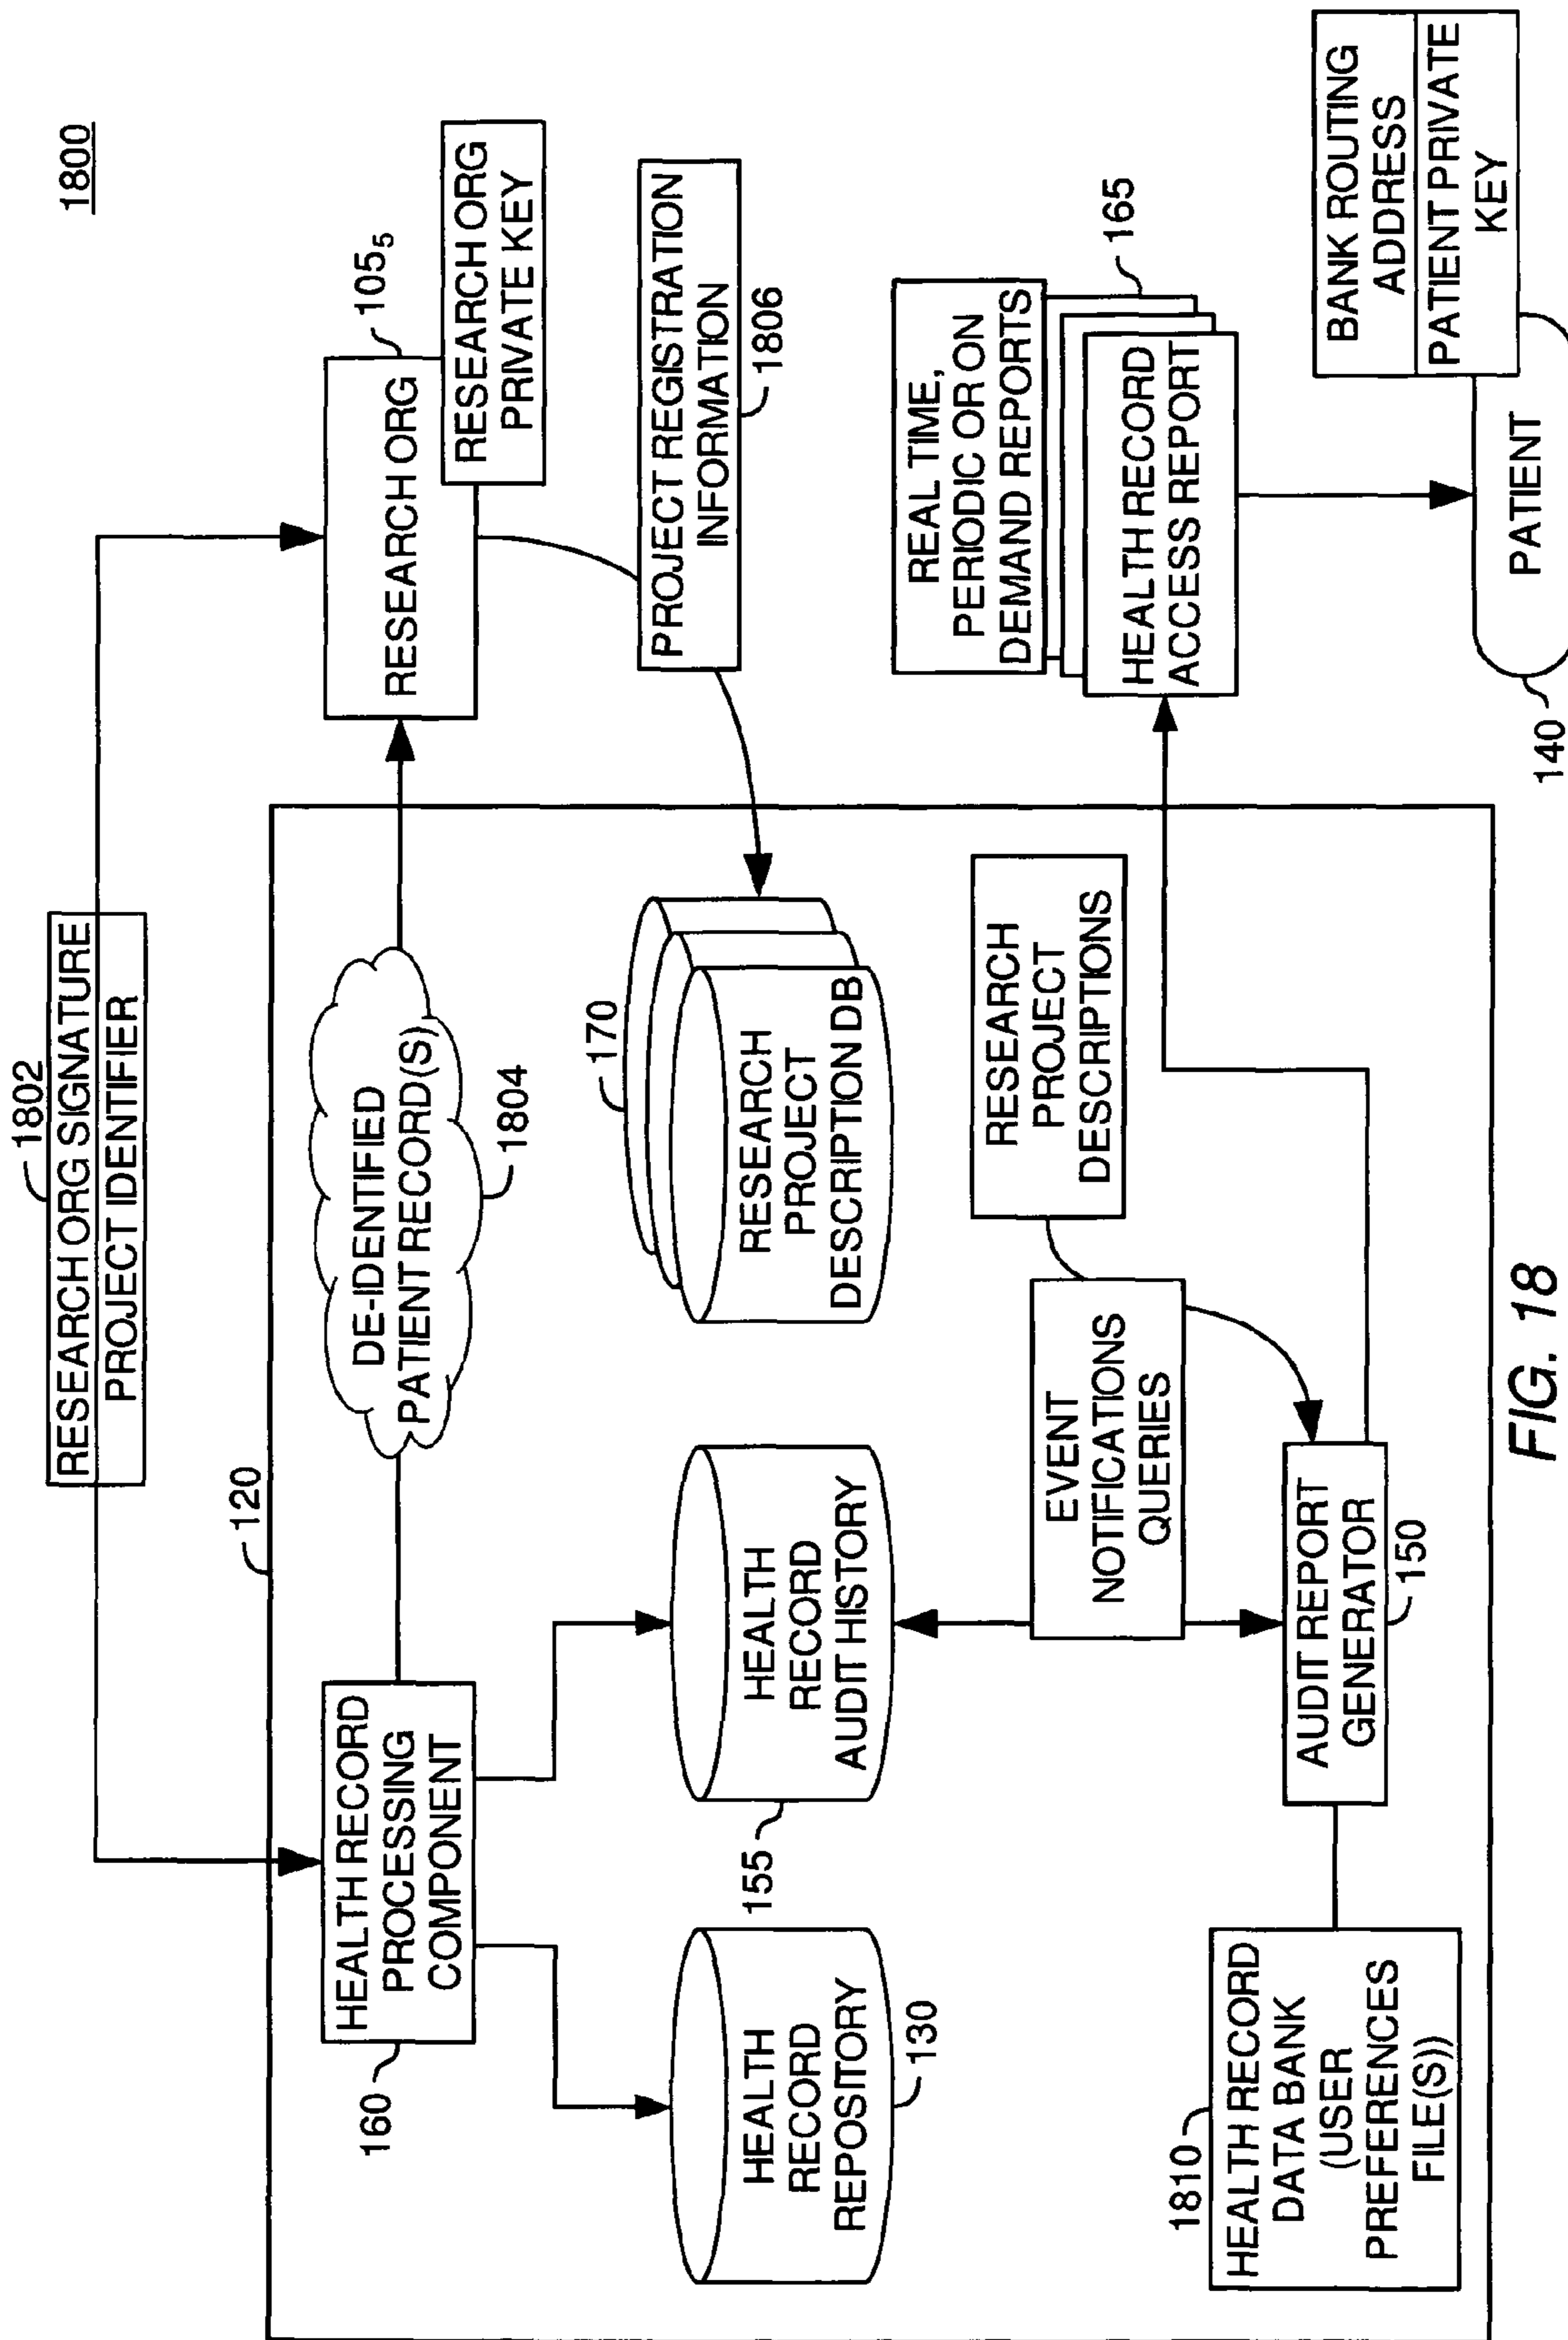 1800
1802
RESEARCH ORG SIGNATURE
PROJECT IDENTIFIER
120
HEALTH RECORD
PROCESSING
COMPONENT
160
DE-IDENTIFIED
PATIENT RECORD(S)
1804
RESEARCH ORG
105₅
RESEARCH ORG
PRIVATE KEY
HEALTH
RECORD
REPOSITORY
130
HEALTH
RECORD
AUDIT HISTORY
155
170
RESEARCH
PROJECT
DESCRIPTION DB
PROJECT REGISTRATION
INFORMATION
1806
RESEARCH
PROJECT
DESCRIPTIONS
EVENT
NOTIFICATIONS
QUERIES
REAL TIME,
PERIODIC OR ON
DEMAND REPORTS
165
HEALTH RECORD
ACCESS REPORT
1810
HEALTH RECORD
DATA BANK
(USER
PREFERENCES
FILE(S))
AUDIT REPORT
GENERATOR
150
BANK ROUTING
ADDRESS
PATIENT PRIVATE
KEY
PATIENT
140
FIG. 18